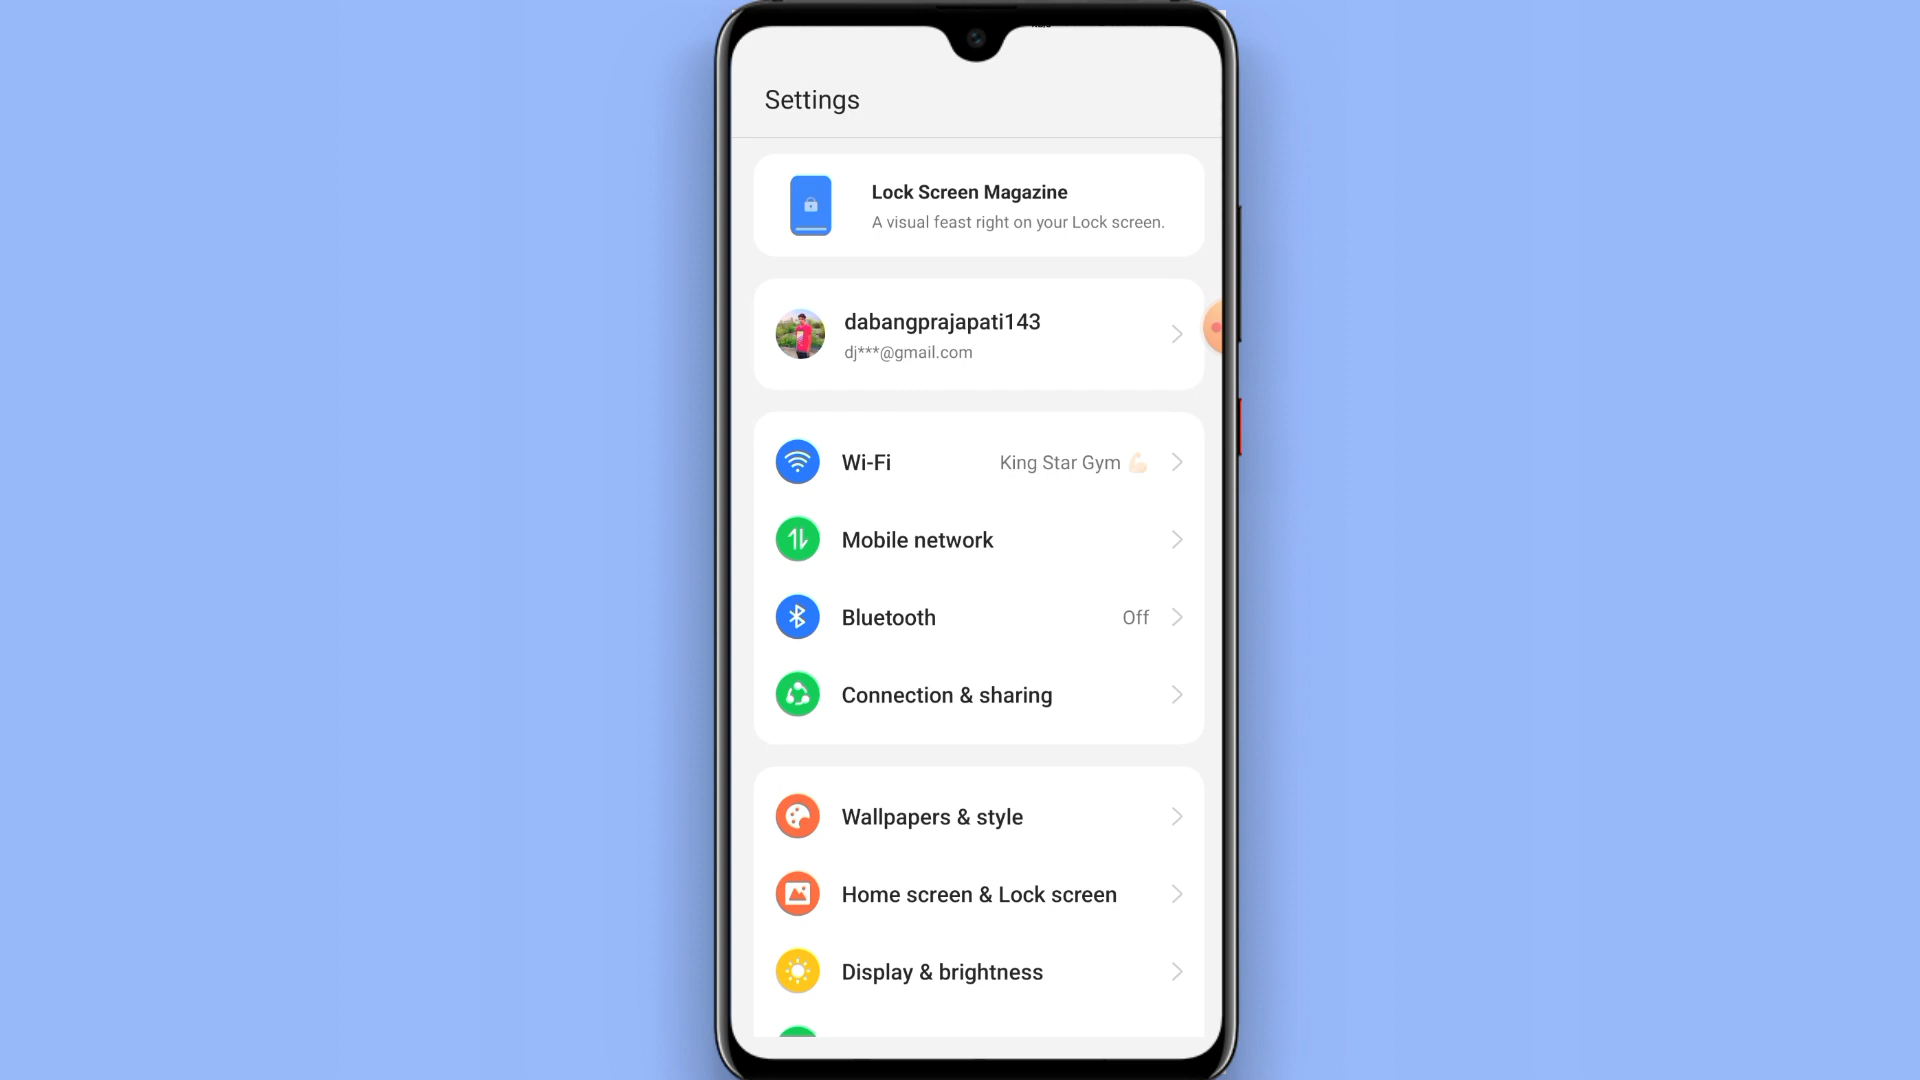 Settings
Lock Screen Magazine
A visual feast right on your Lock screen.
dabangprajapati143
dj***@gmail.com
Wi-Fi King Star Gym 💪🏻
Mobile network
Bluetooth Off
Connection & sharing
Wallpapers & style
Home screen & Lock screen
Display & brightness